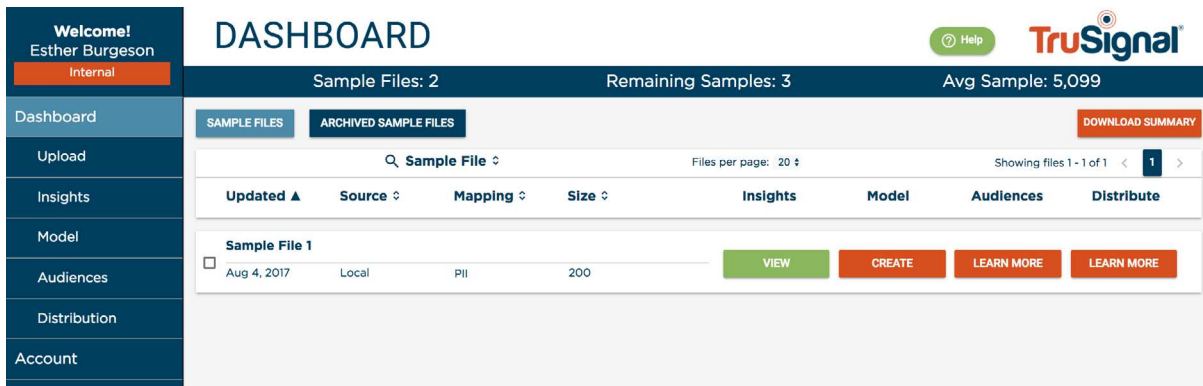 Welcome!
Esther Burgeson
Internal
Dashboard
Upload
Insights
Model
Audiences
Distribution
Account
DASHBOARD
Help
TruSignal
Sample Files: 2 Remaining Samples: 3 Avg Sample: 5,099
SAMPLE FILES ARCHIVED SAMPLE FILES DOWNLOAD SUMMARY
Sample File Files per page: 20 Showing files 1 - 1 of 1 < 1 >
Updated Source Mapping Size Insights Model Audiences Distribute
Sample File 1
Aug 4, 2017 Local PII 200 VIEW CREATE LEARN MORE LEARN MORE